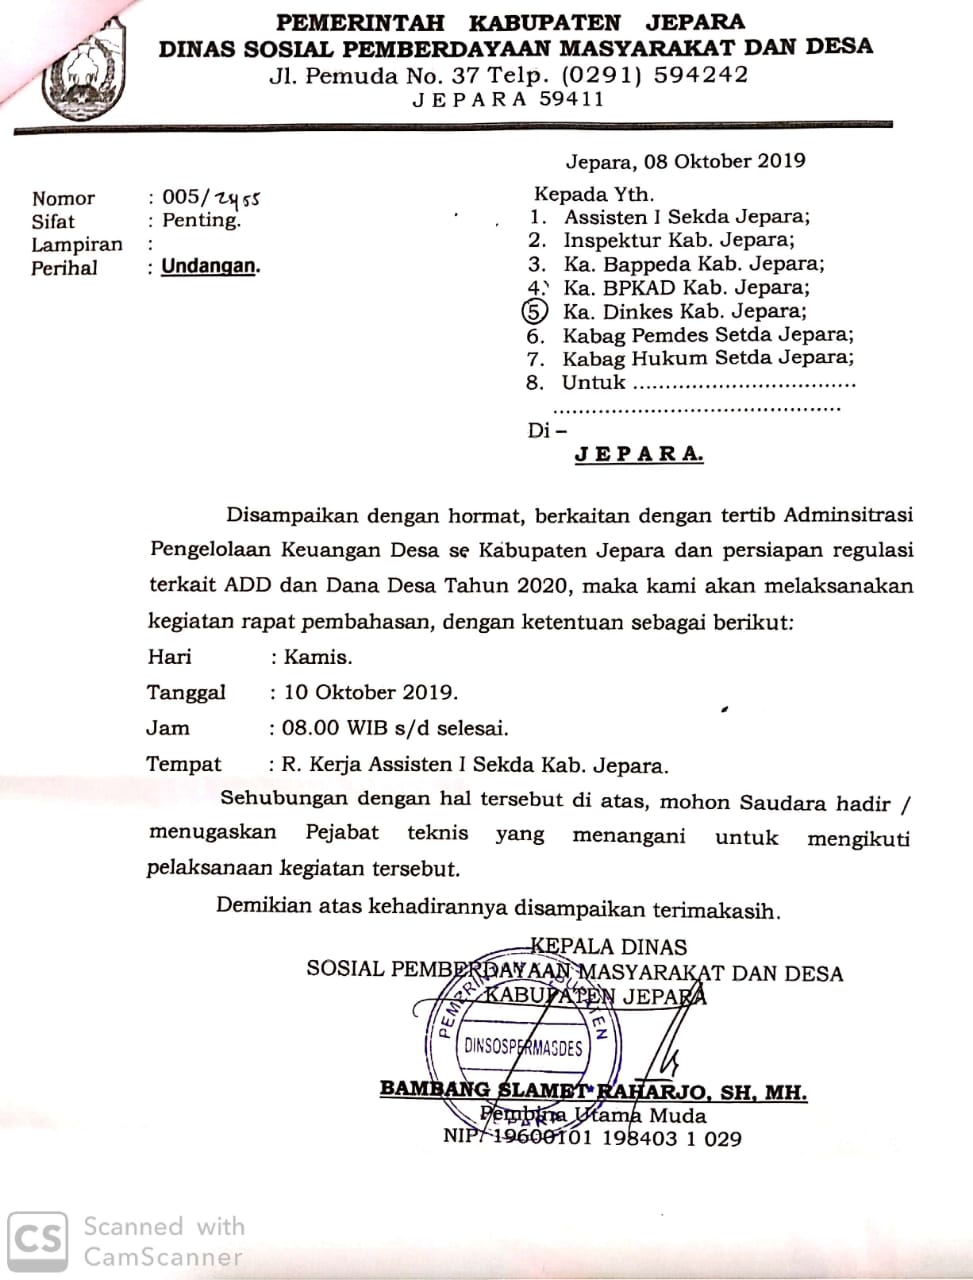 PEMERINTAH KABUPATEN JEPARA
DINAS SOSIAL PEMBERDAYAAN MASYARAKAT DAN DESA
Jl. Pemuda No. 37 Telp. (0291) 594242
J E P A R A 59411
Jepara, 08 Oktober 2019
Nomor : 005/2455
Sifat : Penting.
Lampiran :
Perihal : Undangan.
Kepada Yth.
1. Assisten I Sekda Jepara;
2. Inspektur Kab. Jepara;
3. Ka. Bappeda Kab. Jepara;
4. Ka. BPKAD Kab. Jepara;
5 Ka. Dinkes Kab. Jepara;
6. Kabag Pemdes Setda Jepara;
7. Kabag Hukum Setda Jepara;
8. Untuk ..................................
............................................
Di –
J E P A R A.
Disampaikan dengan hormat, berkaitan dengan tertib Adminsitrasi
Pengelolaan Keuangan Desa se Kabupaten Jepara dan persiapan regulasi
terkait ADD dan Dana Desa Tahun 2020, maka kami akan melaksanakan
kegiatan rapat pembahasan, dengan ketentuan sebagai berikut:
Hari : Kamis.
Tanggal : 10 Oktober 2019.
Jam : 08.00 WIB s/d selesai.
Tempat : R. Kerja Assisten I Sekda Kab. Jepara.
Sehubungan dengan hal tersebut di atas, mohon Saudara hadir /
menugaskan Pejabat teknis yang menangani untuk mengikuti
pelaksanaan kegiatan tersebut.
Demikian atas kehadirannya disampaikan terimakasih.
KEPALA DINAS
SOSIAL PEMBERDAYAAN MASYARAKAT DAN DESA
KABUPATEN JEPARA
PEMERINTAH KABUPATEN
DINSOSPERMASDES
JEPARA
BAMBANG SLAMET RAHARJO, SH, MH.
Pembina Utama Muda
NIP. 19600101 198403 1 029
CS Scanned with
CamScanner